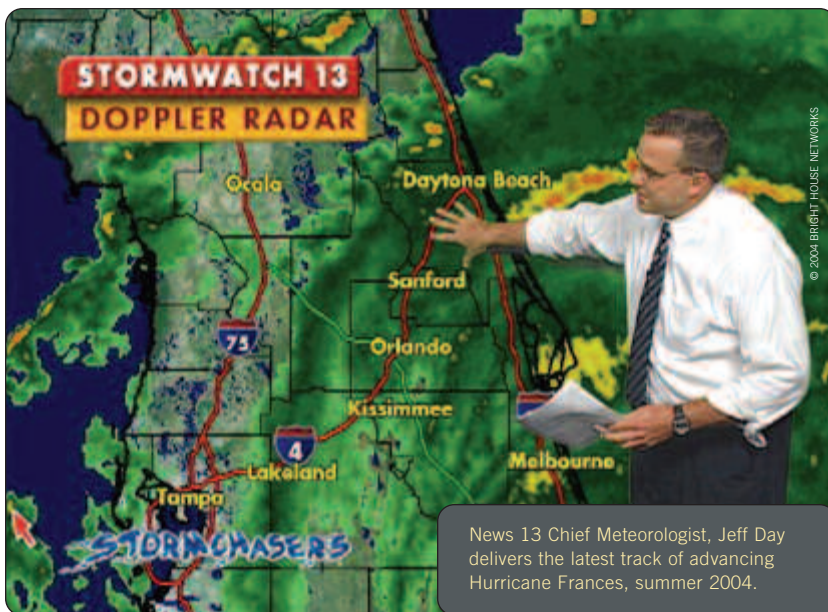 STORMWATCH 13
DOPPLER RADAR
Ocala
Daytona Beach
Sanford
75
Orlando
Kissimmee
4
Lakeland
Melbourne
Tampa
STORMCHASERS
© 2004 BRIGHT HOUSE NETWORKS
News 13 Chief Meteorologist, Jeff Day
delivers the latest track of advancing
Hurricane Frances, summer 2004.